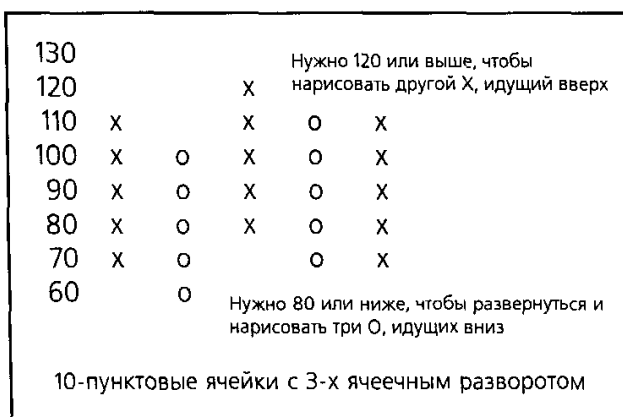 130 Нужно 120 или выше, чтобы
120 X нарисовать другой X, идущий вверх
110 X X O X
100 X O X O X
90 X O X O X
80 X O X O X
70 X O O X
60 O
Нужно 80 или ниже, чтобы развернуться и
нарисовать три O, идущих вниз
10-пунктовые ячейки с 3-х ячеечным разворотом